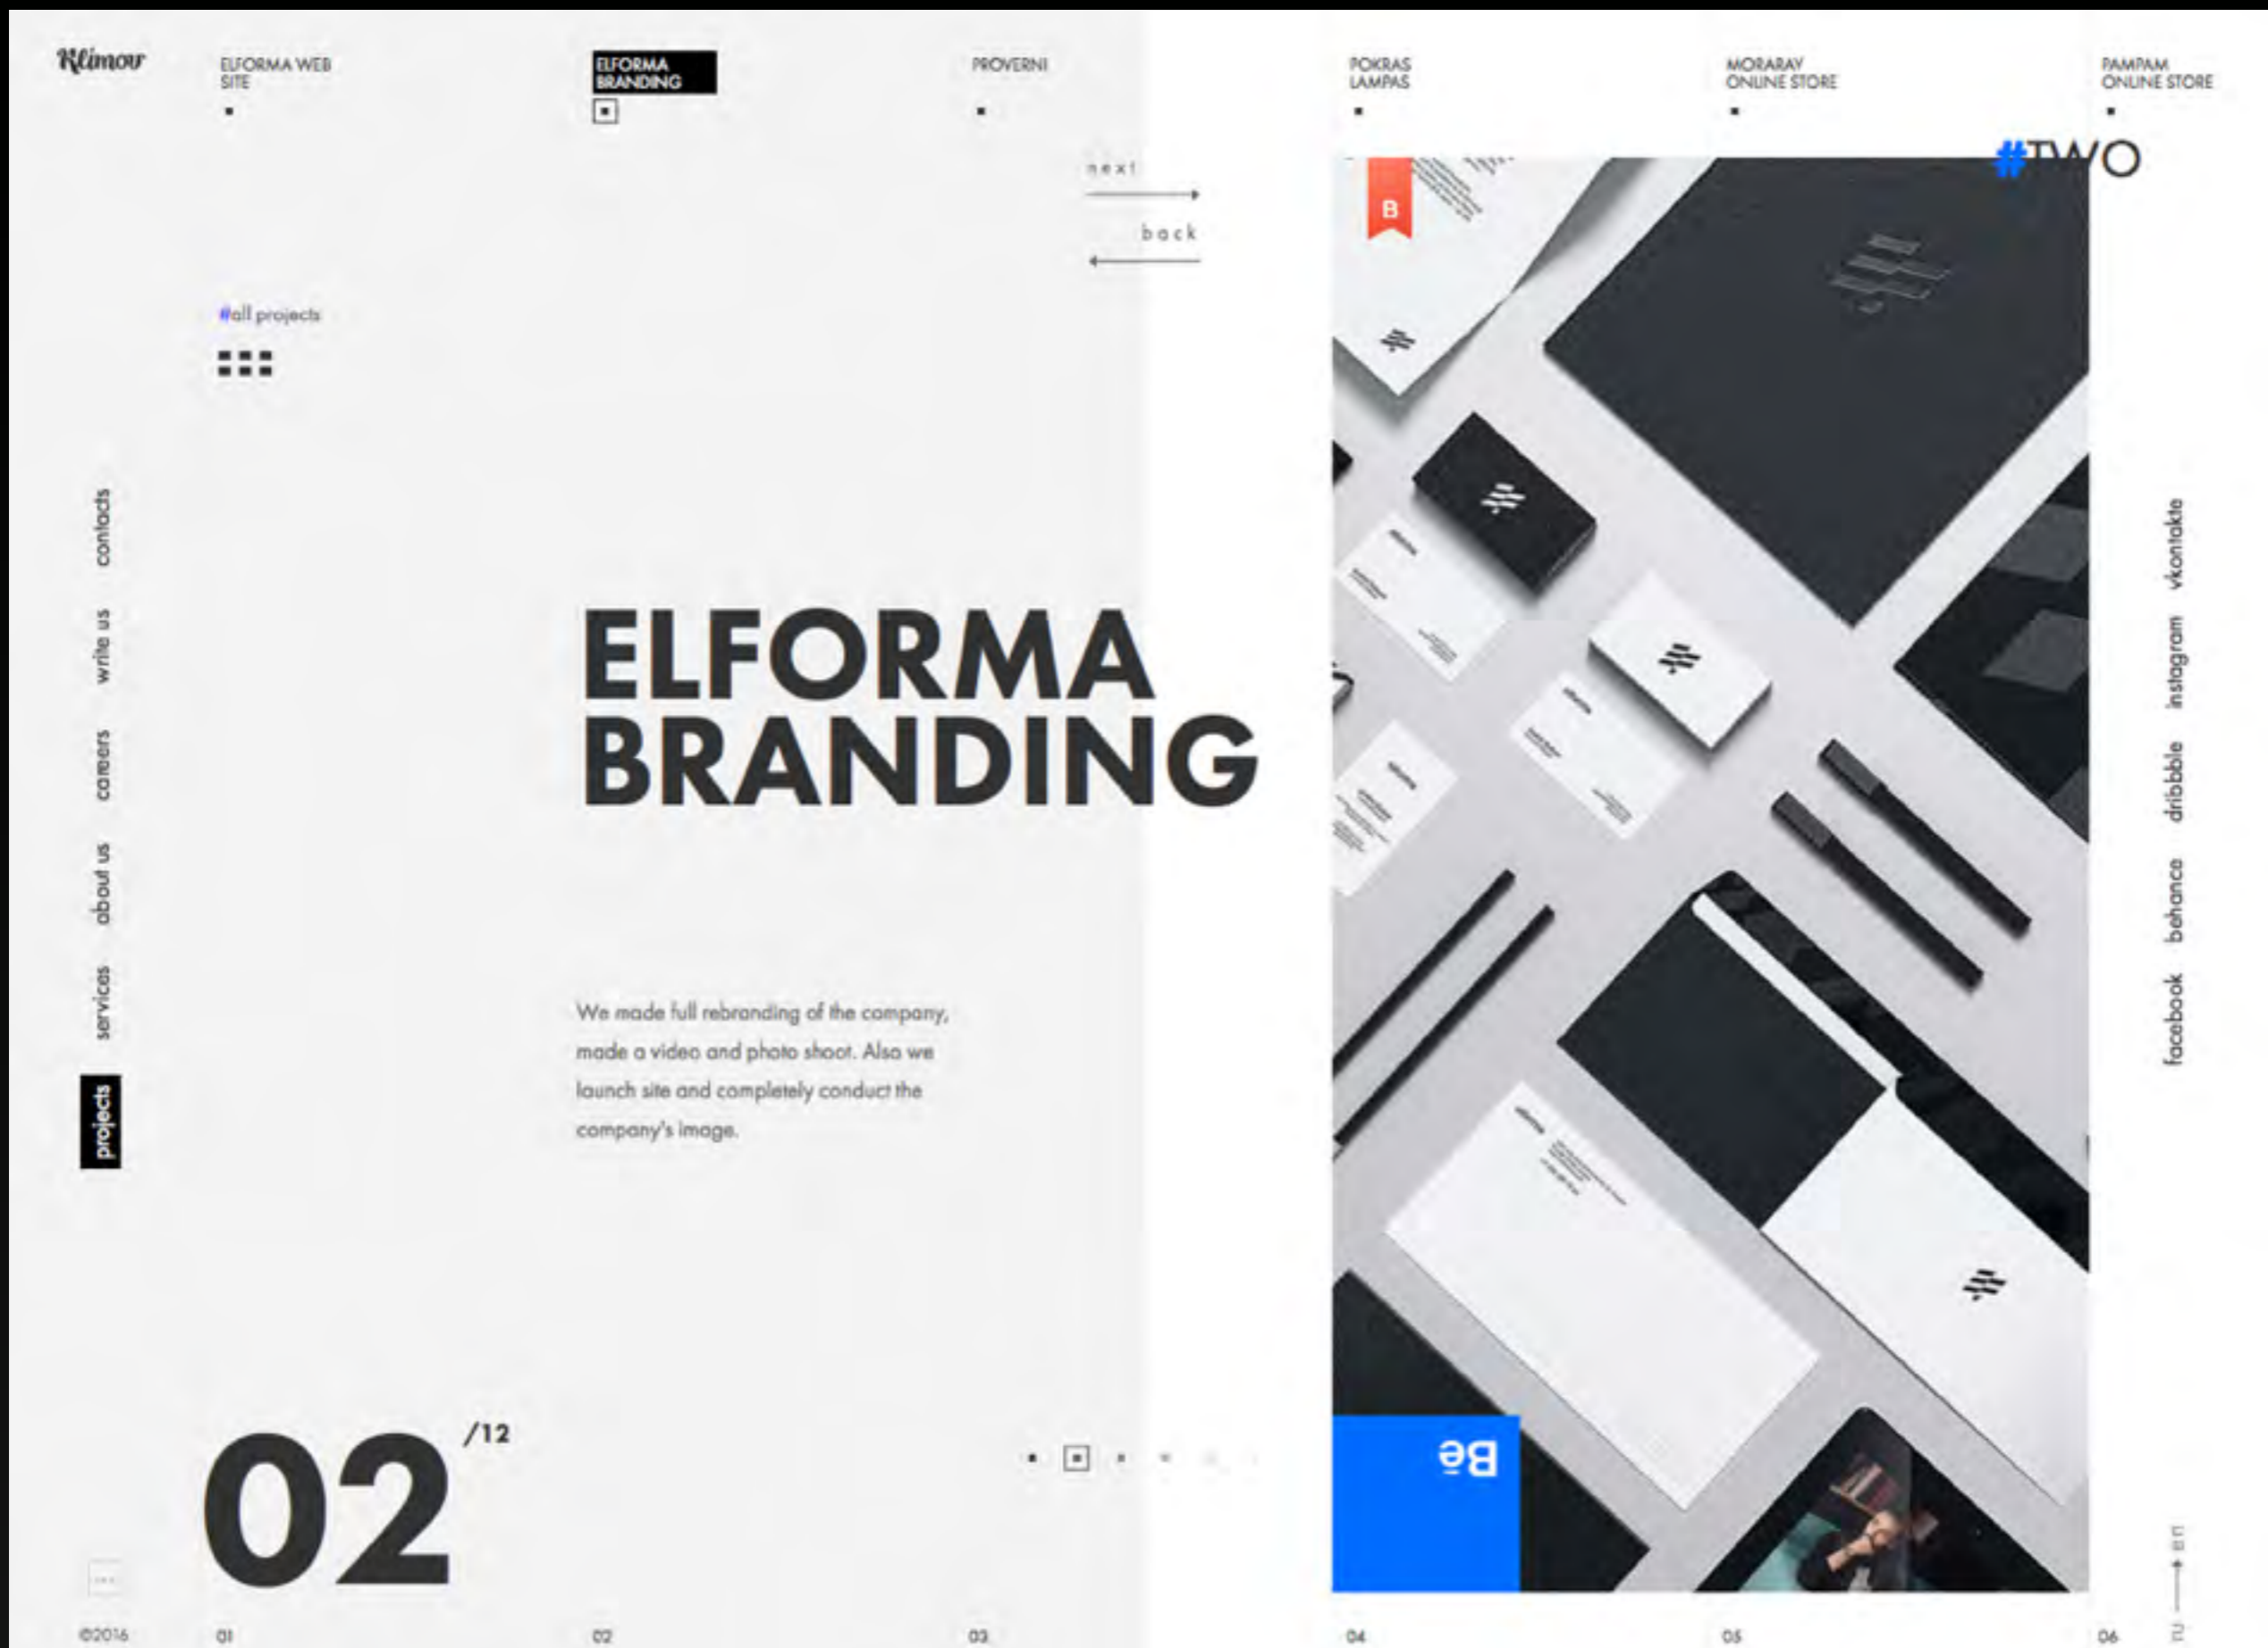 Klimov
ELFORMA WEB
SITE
ELFORMA
BRANDING
PROVERNI
POKRAS
LAMPAS
MORARAY
ONLINE STORE
PAMPAM
ONLINE STORE
#TWO
next
back
B
#all projects
contacts
write us
careers
about us
services
projects
ELFORMA
BRANDING
We made full rebranding of the company,
made a video and photo shoot. Also we
launch site and completely conduct the
company's image.
vkontakte
instagram
dribbble
behance
facebook
02
/12
Bē
ru
en
©2016
01
02
03
04
05
06